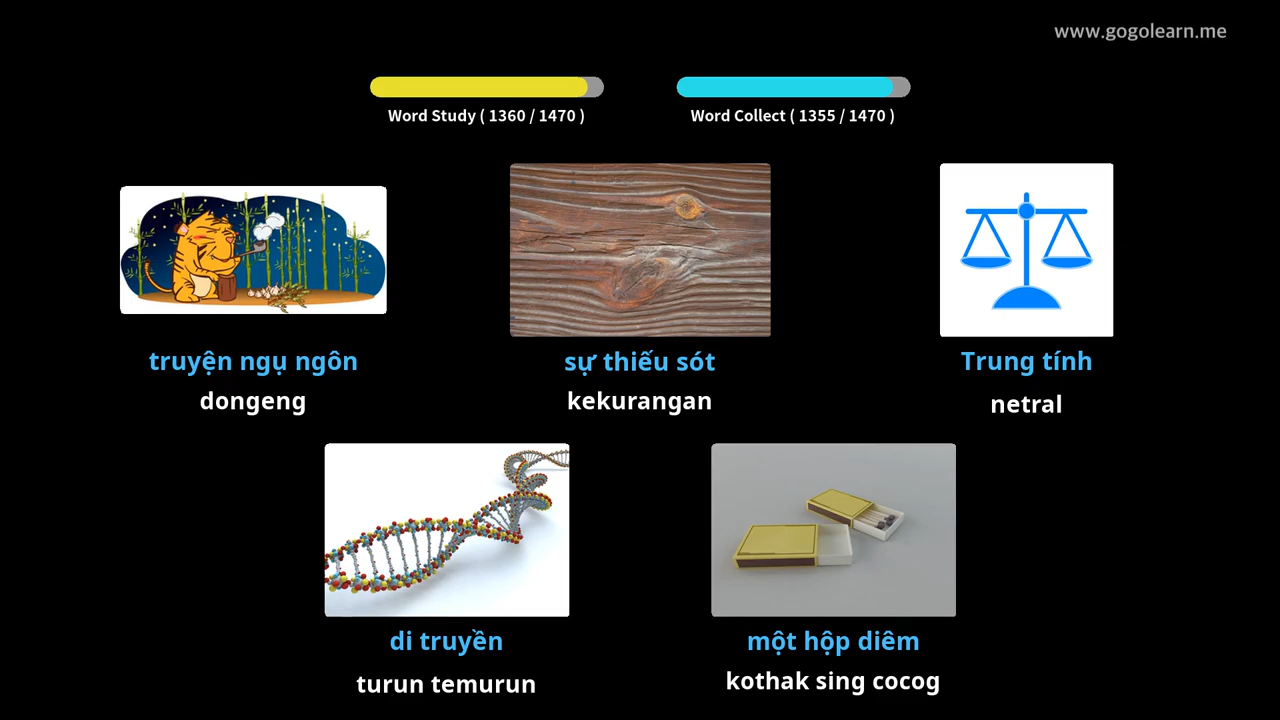 www.gogolearn.me
Word Study ( 1360 / 1470 )
Word Collect ( 1355 / 1470 )
truyện ngụ ngôn
dongeng
sự thiếu sót
kekurangan
Trung tính
netral
di truyền
turun temurun
một hộp diêm
kothak sing cocog